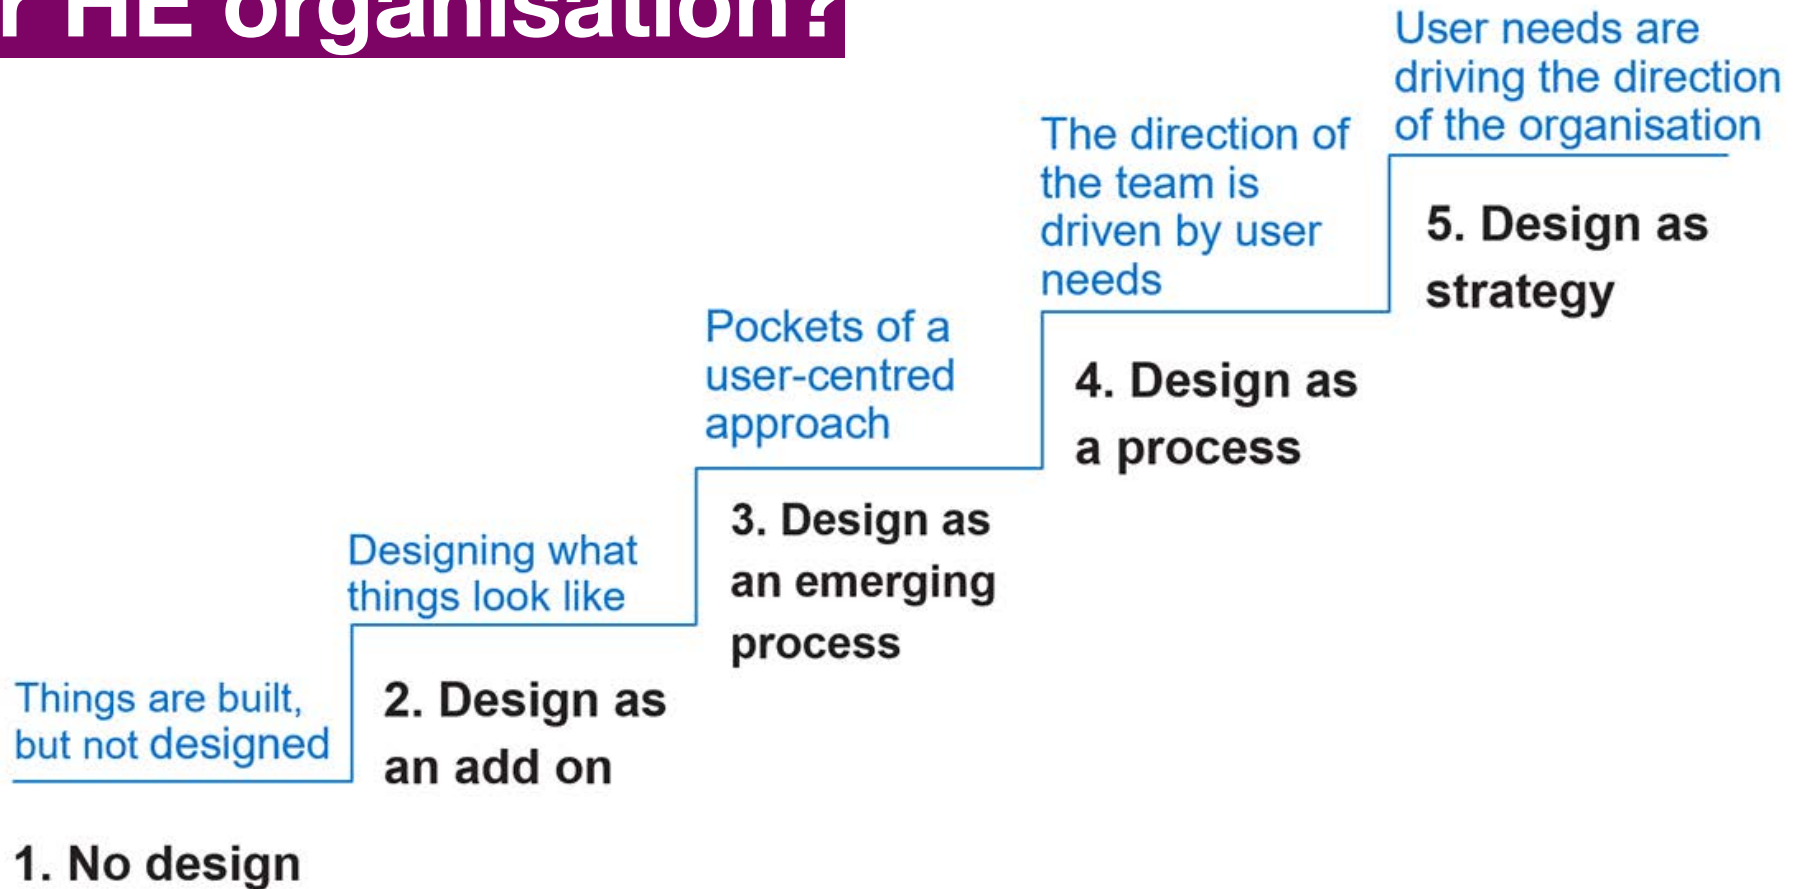 r HE organisation?
User needs are
driving the direction
of the organisation
5. Design as
strategy
The direction of
the team is
driven by user
needs
4. Design as
a process
Pockets of a
user-centred
approach
3. Design as
an emerging
process
Designing what
things look like
2. Design as
an add on
Things are built,
but not designed
1. No design